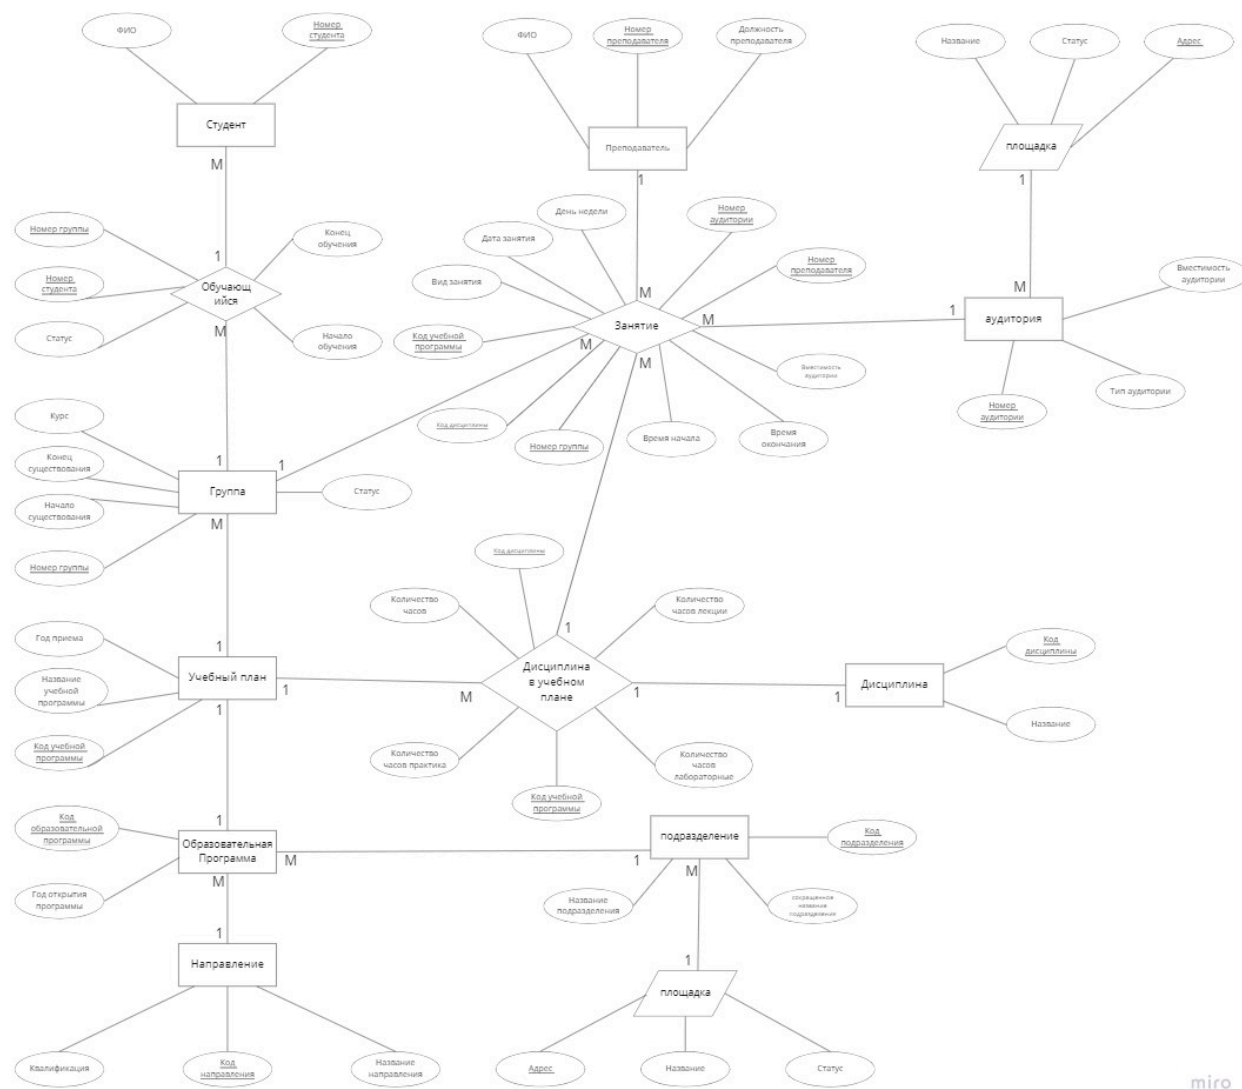 ФИО
Номер
студента
Студент
М
1
Номер группы
Номер
студента
Статус
Обучающ
ийся
Конец
обучения
Начало
обучения
М
1
ФИО
Номер
преподавателя
Должность
преподавателя
Преподаватель
1
М
День недели
Дата занятия
Вид занятия
Код учебной
программы
Номер
аудитории
Номер
преподавателя
Занятие
М
М
М
Код дисциплины
Номер группы
Время начала
Время
окончания
Вместимость
аудитории
Название
Статус
Адрес
площадка
1
М
1
аудитория
Вместимость
аудитории
Номер
аудитории
Тип аудитории
Курс
Конец
существования
Начало
существования
Номер группы
1
Группа
Статус
М
1
Год приема
Название
учебной
программы
Код учебной
программы
Учебный план
1
1
М
Код дисциплины
Количество
часов
Количество
часов лекции
1
Дисциплина
в учебном
плане
1
Количество
часов практика
Количество
часов
лабораторные
Код учебной
программы
1
Дисциплина
Код
дисциплины
Название
1
Код
образовательной
программы
Год открытия
программы
Образовательная
Программа
М
М
1
подразделение
Код
подразделения
М
Название
подразделения
сокращенное
название
подразделение
1
Направление
Квалификация
Код
направления
Название
направления
1
площадка
Адрес
Название
Статус
miro